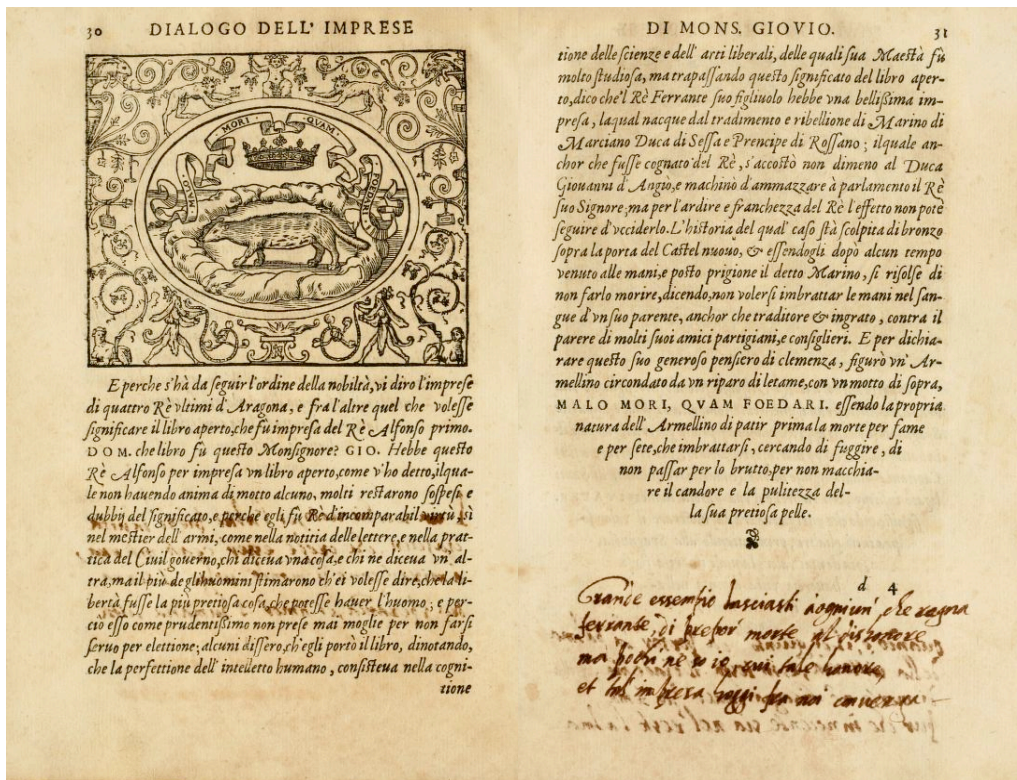 30 DIALOGO DELL' IMPRESE
MALO MORI QVAM FOEDARI
E perche s'hà da seguir l'ordine della nobiltà, vi diro l'imprese
di quattro Rè vltimi d'Aragona, e fra l'altre quel che volesse
significare il libro aperto, che fù impresa del Rè Alfonso primo.
DOM. che libro fù questo Monsignore? GIO. Hebbe questo
Rè Alfonso per impresa vn libro aperto, come v'ho detto, ilqua-
le non hauendo anima di motto alcuno, molti restarono sospesi e
dubbij del significato, e perche egli fù Rè d'incomparabil virtù, sì
nel mestier dell'armi, come nella notitia delle lettere, e nella prat-
tica del Ciuil gouerno, chi diceua vna cosa, e chi ne diceua vn'al-
tra, ma il più de gli huomini stimarono ch'ei volesse dire, che la li-
bertà fusse la più pretiosa cosa, che potesse hauer l'huomo; e per-
ciò esso come prudentissimo non prese mai moglie per non farsi
seruo per elettione; alcuni dissero, ch'egli portò il libro, dinotando,
che la perfettione dell'intelletto humano, consisteua nella cogni-
tione
DI MONS. GIOVIO. 31
tione delle scienze e dell'arti liberali, delle quali sua Maestà fù
molto studiosa, ma trapassando questo significato del libro aper-
to, dico che'l Rè Ferrante suo figliuolo hebbe vna bellissima im-
presa, laqual nacque dal tradimento e ribellione di Marino di
Marciano Duca di Sessa e Prencipe di Rossano; ilquale an-
chor che fusse cognato del Rè, s'accostò non dimeno al Duca
Giouanni d'Angiò, e machinò d'ammazzare à parlamento il Rè
suo Signore; ma per l'ardire e franchezza del Rè l'effetto non potè
seguire d'vcciderlo. L'historia del qual' caso stà scolpita di bronzo
sopra la porta del Castel nuouo, & essendogli dopò alcun tempo
venuto alle mani, e posto prigione il detto Marino, si risolse di
non farlo morire, dicendo, non volersi imbrattar le mani nel san-
gue d'vn suo parente, anchor che traditore & ingrato, contra il
parere di molti suoi amici partigiani, e consiglieri. E per dichia-
rare questo suo generoso pensiero di clemenza, figurò vn'Ar-
mellino circondato da vn riparo di letame, con vn motto di sopra,
MALO MORI, QVAM FOEDARI. essendo la propria
natura dell'Armellino di patir prima la morte per fame
e per sete, che imbrattarsi, cercando di fuggire, di
non passar per lo brutto, per non macchia-
re il candore e la pulitezza del-
la sua pretiosa pelle.
d 4
essempio lasciasti che regna
ferrante di morte al
ma
et